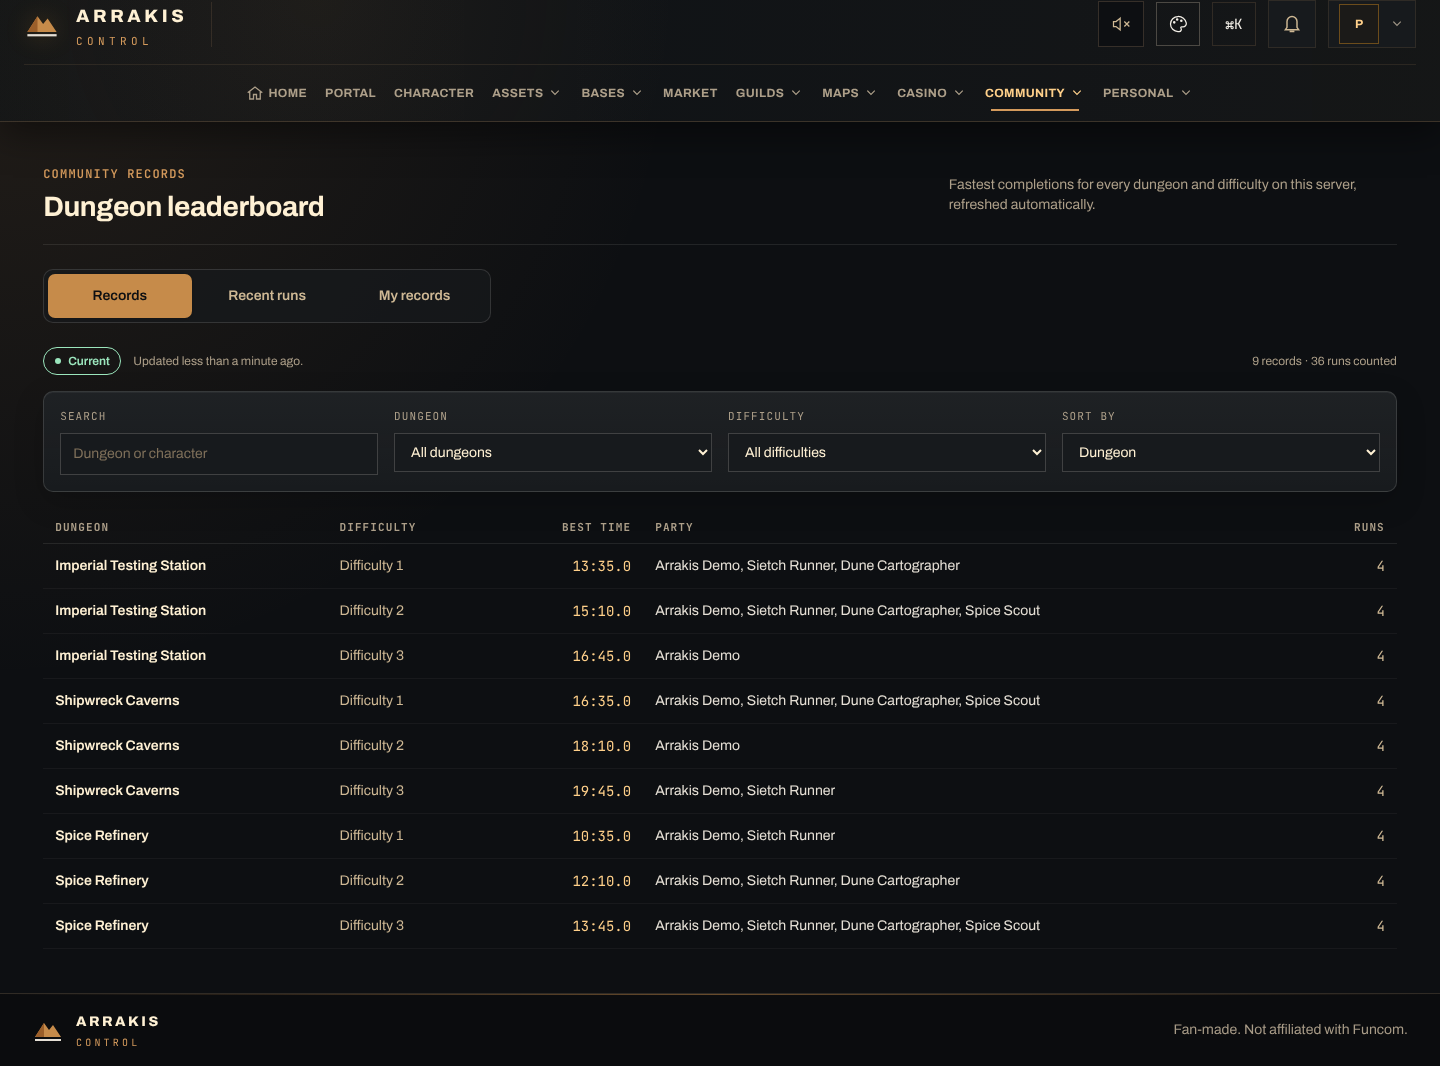 ARRAKIS
CONTROL
⌘K
P
HOME PORTAL CHARACTER ASSETS BASES MARKET GUILDS MAPS CASINO COMMUNITY PERSONAL
COMMUNITY RECORDS
Dungeon leaderboard
Fastest completions for every dungeon and difficulty on this server,
refreshed automatically.
Records Recent runs My records
Current Updated less than a minute ago. 9 records · 36 runs counted
SEARCH DUNGEON DIFFICULTY SORT BY
Dungeon or character All dungeons All difficulties Dungeon
DUNGEON DIFFICULTY BEST TIME PARTY RUNS
Imperial Testing Station Difficulty 1 13:35.0 Arrakis Demo, Sietch Runner, Dune Cartographer 4
Imperial Testing Station Difficulty 2 15:10.0 Arrakis Demo, Sietch Runner, Dune Cartographer, Spice Scout 4
Imperial Testing Station Difficulty 3 16:45.0 Arrakis Demo 4
Shipwreck Caverns Difficulty 1 16:35.0 Arrakis Demo, Sietch Runner, Dune Cartographer, Spice Scout 4
Shipwreck Caverns Difficulty 2 18:10.0 Arrakis Demo 4
Shipwreck Caverns Difficulty 3 19:45.0 Arrakis Demo, Sietch Runner 4
Spice Refinery Difficulty 1 10:35.0 Arrakis Demo, Sietch Runner 4
Spice Refinery Difficulty 2 12:10.0 Arrakis Demo, Sietch Runner, Dune Cartographer 4
Spice Refinery Difficulty 3 13:45.0 Arrakis Demo, Sietch Runner, Dune Cartographer, Spice Scout 4
ARRAKIS
CONTROL
Fan-made. Not affiliated with Funcom.